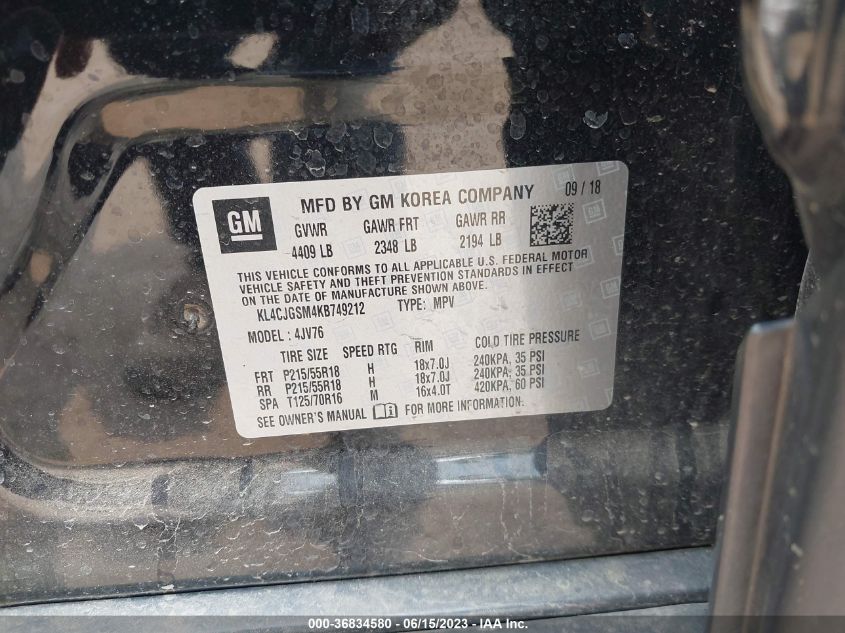 GM
MFD BY GM KOREA COMPANY 09 / 18
GVWR GAWR FRT GAWR RR
4409 LB 2348 LB 2194 LB
THIS VEHICLE CONFORMS TO ALL APPLICABLE U.S. FEDERAL MOTOR
VEHICLE SAFETY AND THEFT PREVENTION STANDARDS IN EFFECT
ON THE DATE OF MANUFACTURE SHOWN ABOVE.
KL4CJGSM4KB749212 TYPE: MPV
MODEL : 4JV76
TIRE SIZE SPEED RTG RIM COLD TIRE PRESSURE
FRT P215/55R18 H 18x7.0J 240KPA, 35 PSI
RR P215/55R18 H 18x7.0J 240KPA, 35 PSI
SPA T125/70R16 M 16x4.0T 420KPA, 60 PSI
SEE OWNER'S MANUAL FOR MORE INFORMATION.
000-36834580 - 06/15/2023 - IAA Inc.